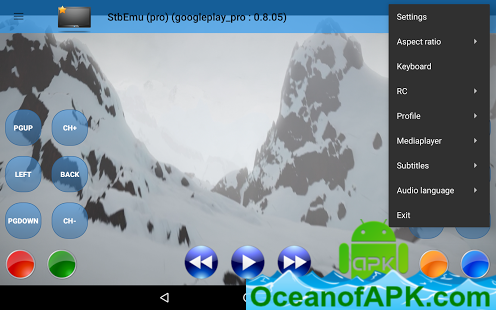 StbEmu (pro) (googleplay_pro : 0.8.05)
Settings
Aspect ratio
Keyboard
RC
Profile
Mediaplayer
Subtitles
Audio language
Exit
PGUP
CH+
LEFT
BACK
PGDOWN
CH-
apk
OceanofAPK.com